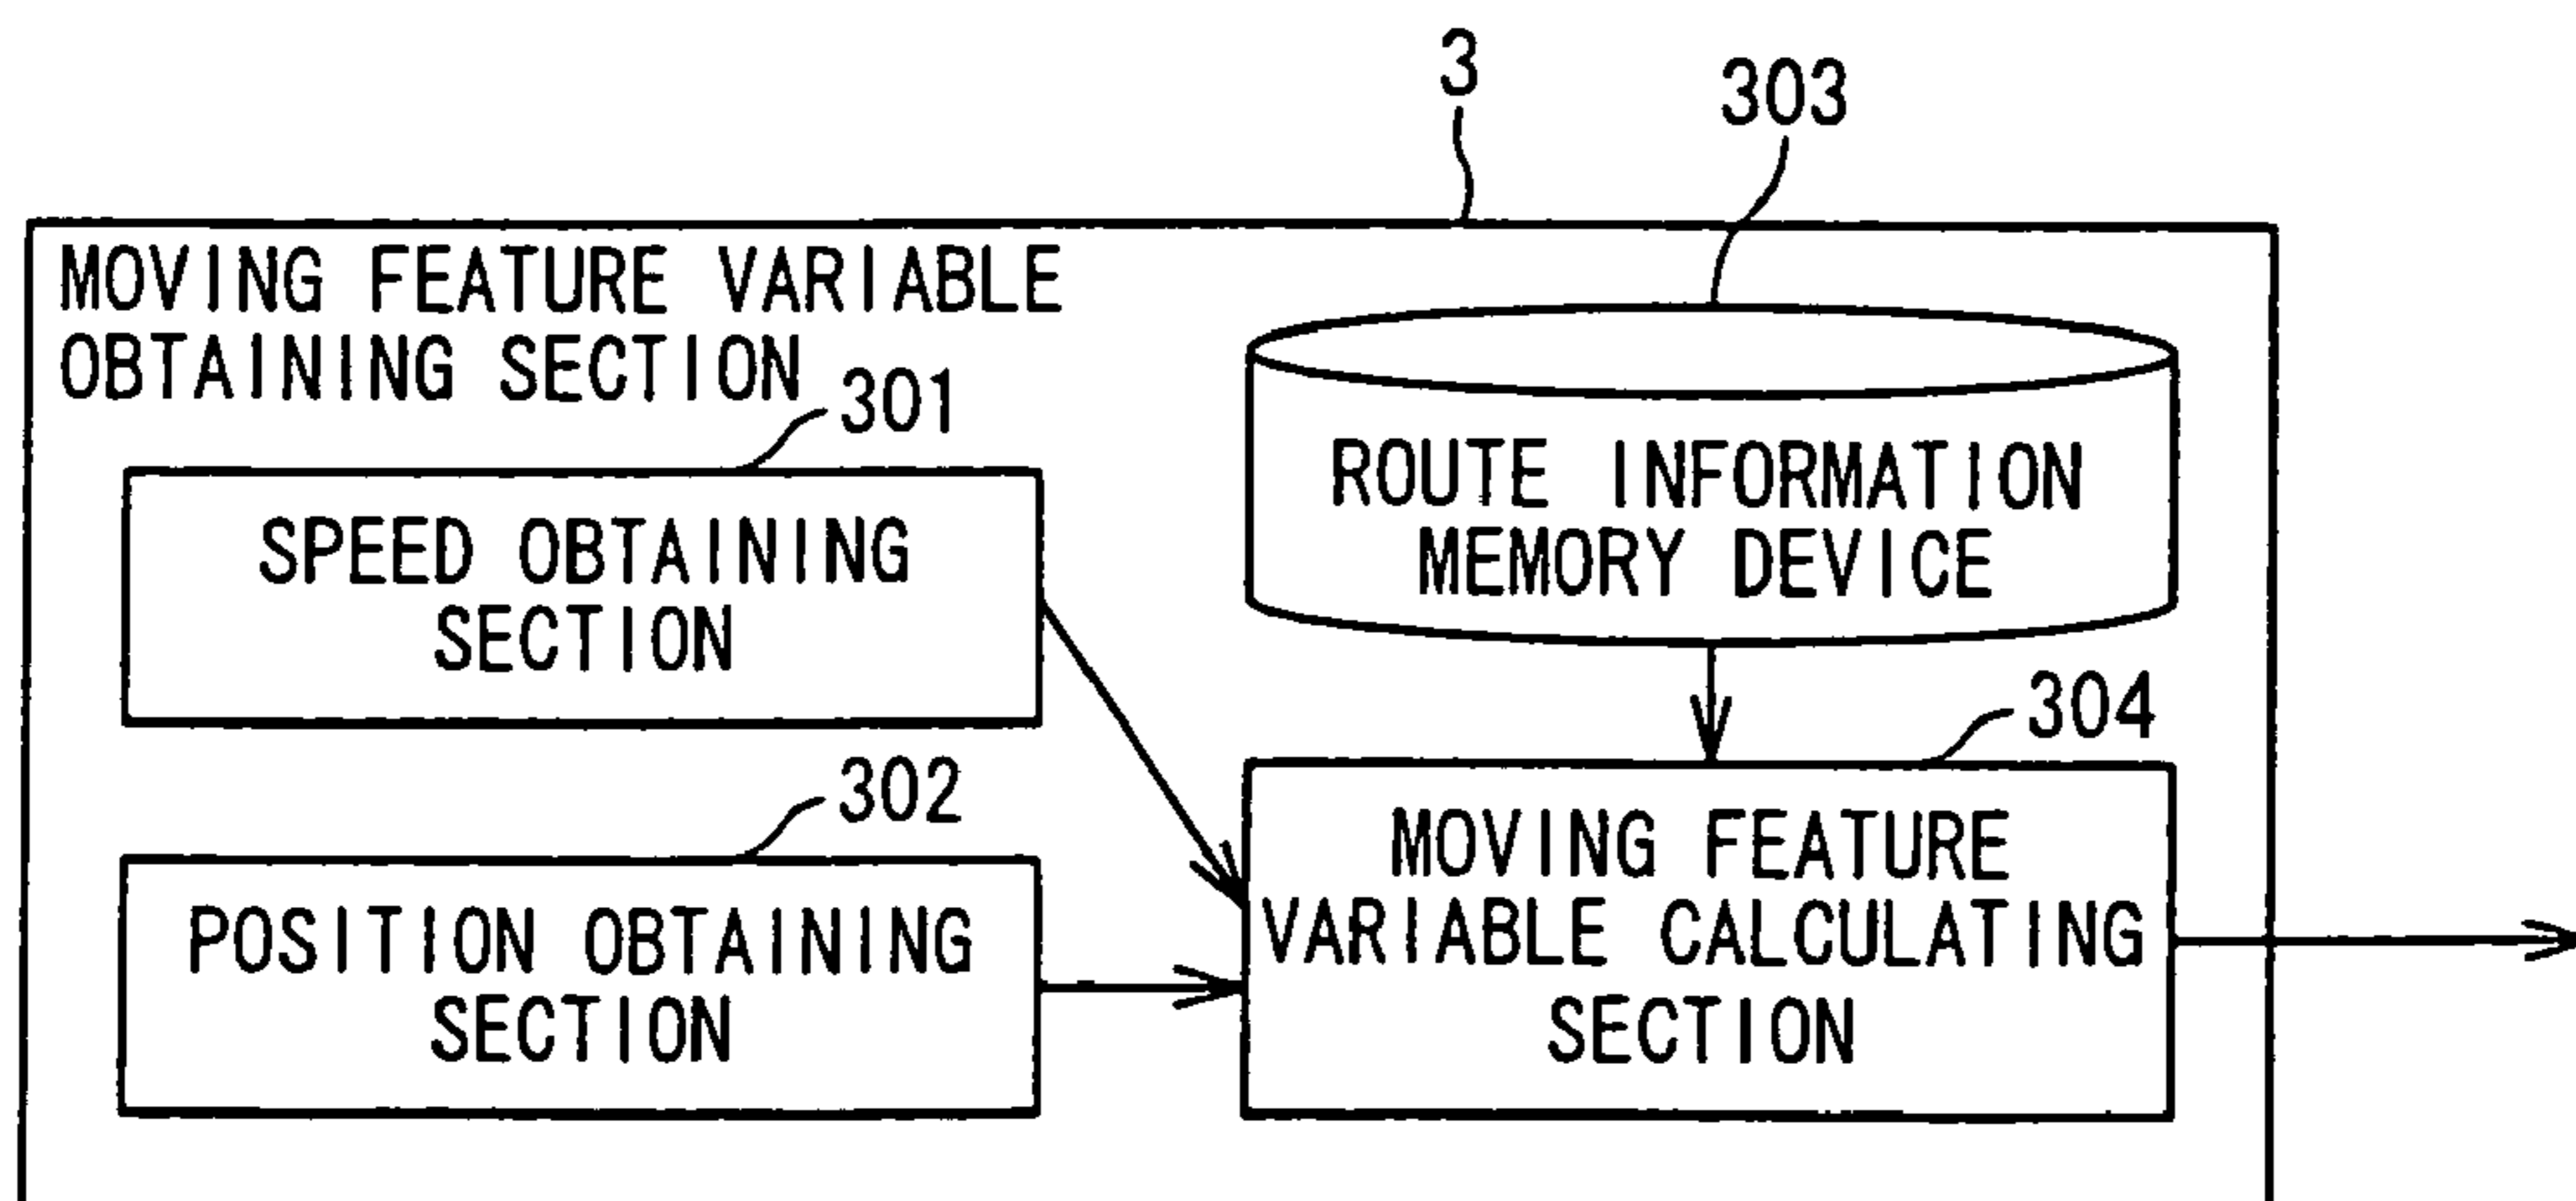 3
303
MOVING FEATURE VARIABLE
OBTAINING SECTION
301
SPEED OBTAINING
SECTION
ROUTE INFORMATION
MEMORY DEVICE
302
POSITION OBTAINING
SECTION
304
MOVING FEATURE
VARIABLE CALCULATING
SECTION